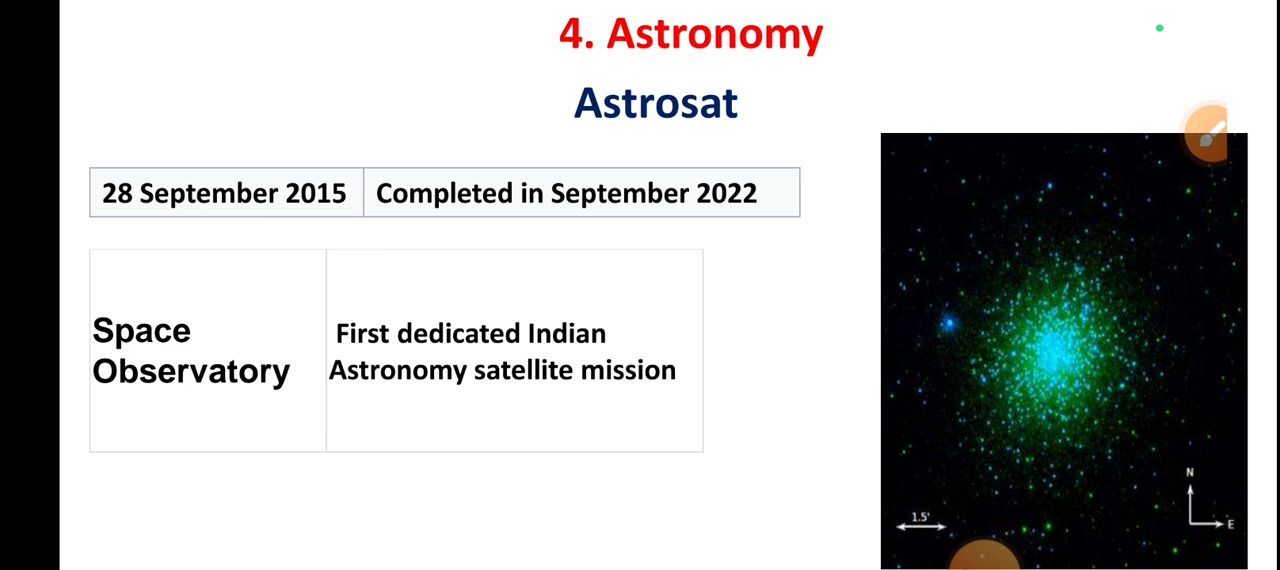 4. Astronomy
Astrosat
28 September 2015 Completed in September 2022
Space
Observatory
First dedicated Indian
Astronomy satellite mission
N
E
1.5'